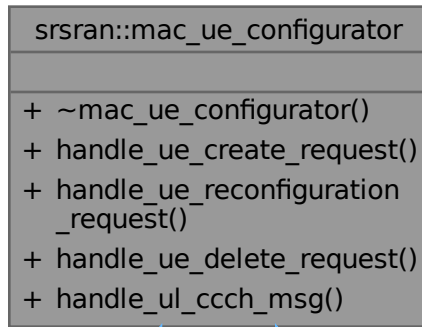 srsran::mac_ue_configurator
+ ~mac_ue_configurator()
+ handle_ue_create_request()
+ handle_ue_reconfiguration
_request()
+ handle_ue_delete_request()
+ handle_ul_ccch_msg()